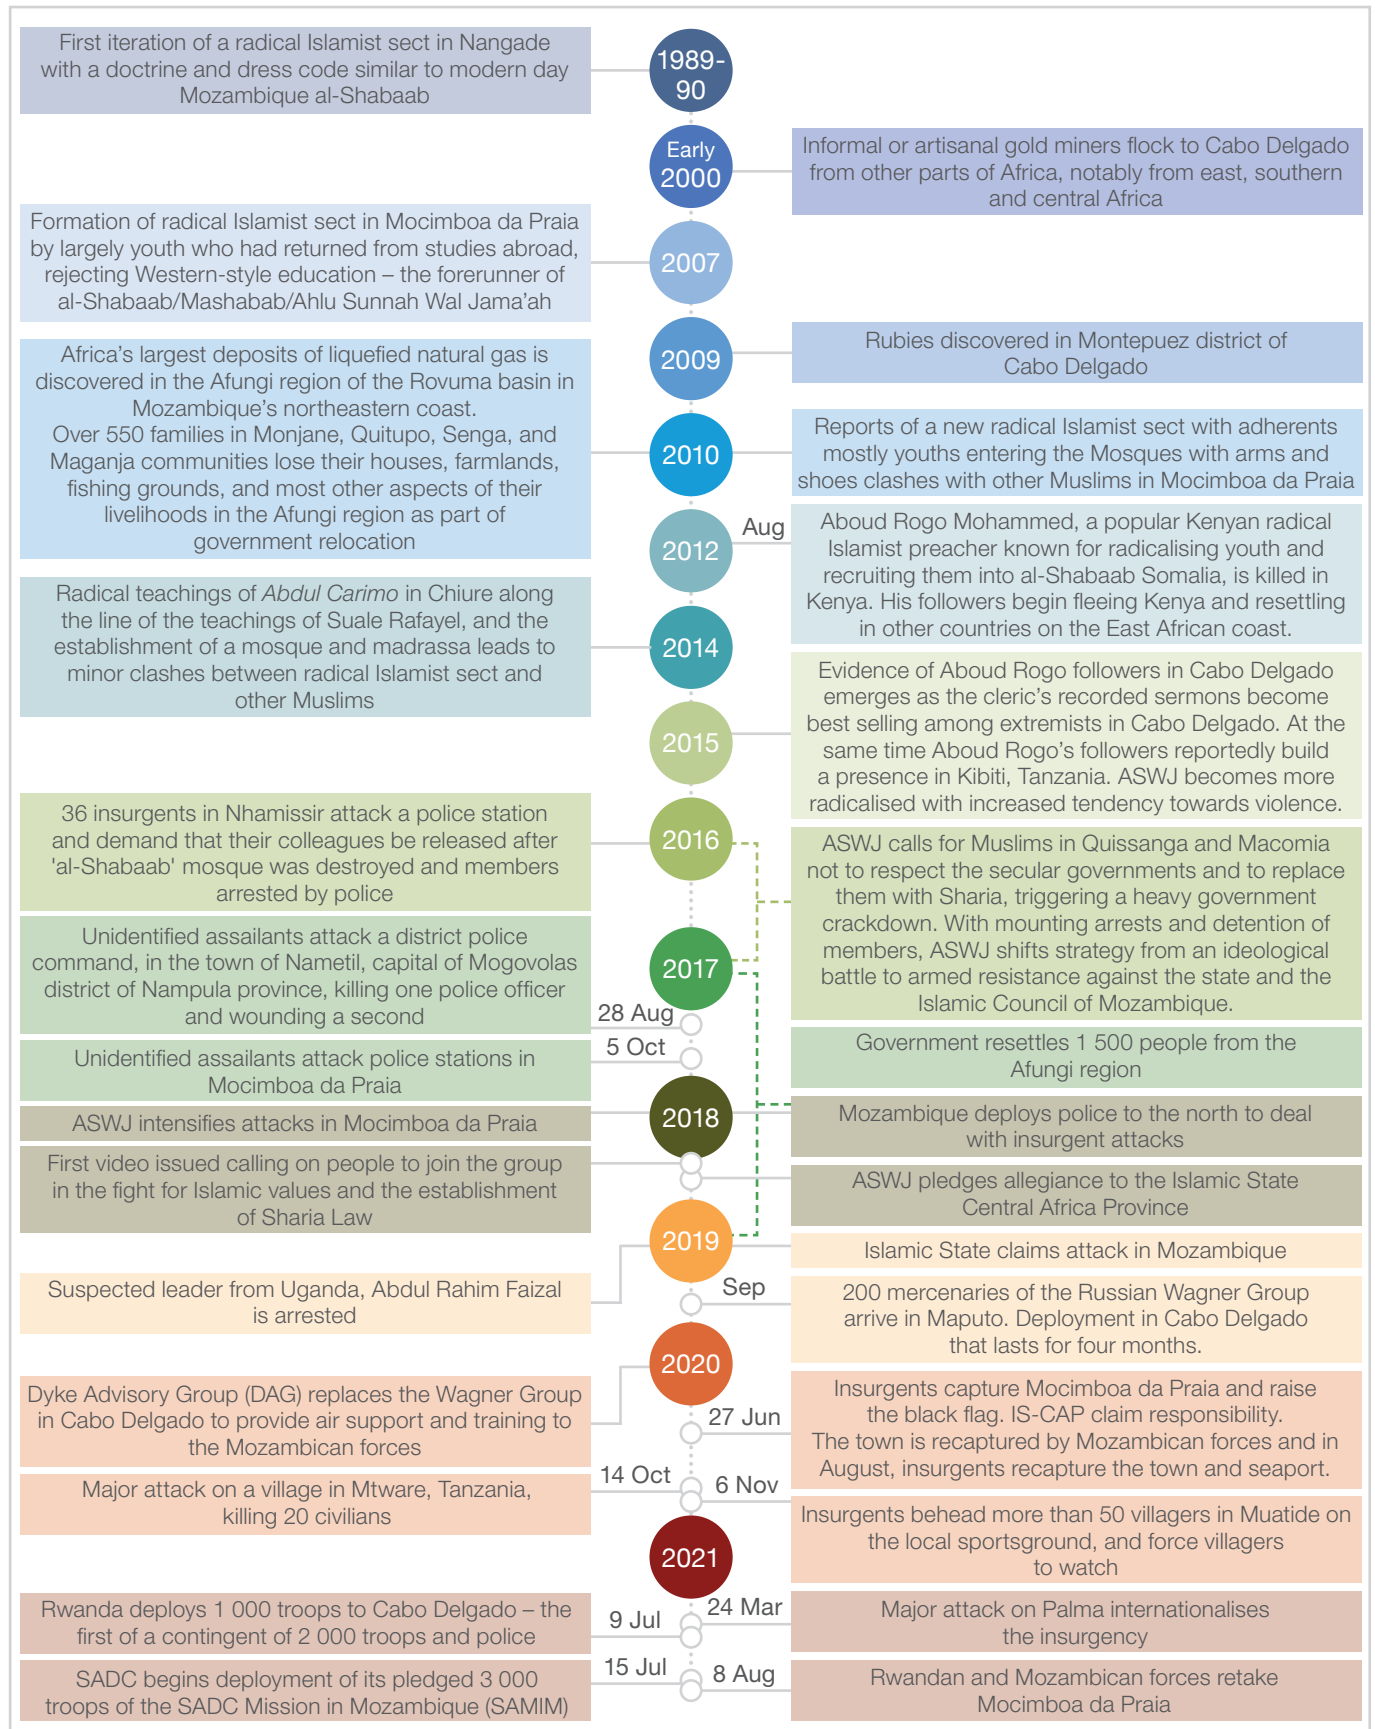 First iteration of a radical Islamist sect in Nangade
with a doctrine and dress code similar to modern day
Mozambique al-Shabaab
1989-
90
Early
2000
Informal or artisanal gold miners flock to Cabo Delgado
from other parts of Africa, notably from east, southern
and central Africa
Formation of radical Islamist sect in Mocimboa da Praia
by largely youth who had returned from studies abroad,
rejecting Western-style education – the forerunner of
al-Shabaab/Mashabab/Ahlu Sunnah Wal Jama'ah
2007
2009
Rubies discovered in Montepuez district of
Cabo Delgado
Africa's largest deposits of liquefied natural gas is
discovered in the Afungi region of the Rovuma basin in
Mozambique's northeastern coast.
Over 550 families in Monjane, Quitupo, Senga, and
Maganja communities lose their houses, farmlands,
fishing grounds, and most other aspects of their
livelihoods in the Afungi region as part of
government relocation
2010
Reports of a new radical Islamist sect with adherents
mostly youths entering the Mosques with arms and
shoes clashes with other Muslims in Mocimboa da Praia
2012
Aug
Aboud Rogo Mohammed, a popular Kenyan radical
Islamist preacher known for radicalising youth and
recruiting them into al-Shabaab Somalia, is killed in
Kenya. His followers begin fleeing Kenya and resettling
in other countries on the East African coast.
Radical teachings of Abdul Carimo in Chiure along
the line of the teachings of Suale Rafayel, and the
establishment of a mosque and madrassa leads to
minor clashes between radical Islamist sect and
other Muslims
2014
2015
Evidence of Aboud Rogo followers in Cabo Delgado
emerges as the cleric's recorded sermons become
best selling among extremists in Cabo Delgado. At the
same time Aboud Rogo's followers reportedly build
a presence in Kibiti, Tanzania. ASWJ becomes more
radicalised with increased tendency towards violence.
36 insurgents in Nhamissir attack a police station
and demand that their colleagues be released after
'al-Shabaab' mosque was destroyed and members
arrested by police
2016
ASWJ calls for Muslims in Quissanga and Macomia
not to respect the secular governments and to replace
them with Sharia, triggering a heavy government
crackdown. With mounting arrests and detention of
members, ASWJ shifts strategy from an ideological
battle to armed resistance against the state and the
Islamic Council of Mozambique.
Unidentified assailants attack a district police
command, in the town of Nametil, capital of Mogovolas
district of Nampula province, killing one police officer
and wounding a second
2017
28 Aug
5 Oct
Unidentified assailants attack police stations in
Mocimboa da Praia
Government resettles 1 500 people from the
Afungi region
ASWJ intensifies attacks in Mocimboa da Praia
2018
Mozambique deploys police to the north to deal
with insurgent attacks
First video issued calling on people to join the group
in the fight for Islamic values and the establishment
of Sharia Law
ASWJ pledges allegiance to the Islamic State
Central Africa Province
2019
Islamic State claims attack in Mozambique
Suspected leader from Uganda, Abdul Rahim Faizal
is arrested
Sep
200 mercenaries of the Russian Wagner Group
arrive in Maputo. Deployment in Cabo Delgado
that lasts for four months.
2020
Dyke Advisory Group (DAG) replaces the Wagner Group
in Cabo Delgado to provide air support and training to
the Mozambican forces
27 Jun
Insurgents capture Mocimboa da Praia and raise
the black flag. IS-CAP claim responsibility.
The town is recaptured by Mozambican forces and in
August, insurgents recapture the town and seaport.
14 Oct
Major attack on a village in Mtware, Tanzania,
killing 20 civilians
6 Nov
Insurgents behead more than 50 villagers in Muatide on
the local sportsground, and force villagers
to watch
2021
24 Mar
Major attack on Palma internationalises
the insurgency
Rwanda deploys 1 000 troops to Cabo Delgado – the
first of a contingent of 2 000 troops and police
9 Jul
15 Jul
SADC begins deployment of its pledged 3 000
troops of the SADC Mission in Mozambique (SAMIM)
8 Aug
Rwandan and Mozambican forces retake
Mocimboa da Praia